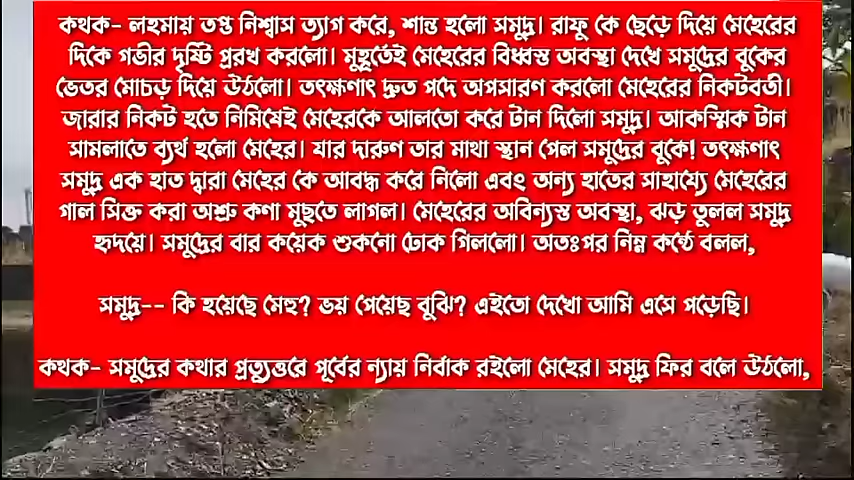 কথক- লহমায় তপ্ত নিশ্বাস ত্যাগ করে, শান্ত হলো সমুদ্র। রাফু কে ছেড়ে দিয়ে মেহেরের
দিকে গভীর দৃষ্টি প্ররখ করলো। মুহূর্তেই মেহেরের বিধ্বস্ত অবস্থা দেখে সমুদ্রের বুকের
ভেতর মোচড় দিয়ে উঠলো। তৎক্ষণাৎ দ্রুত পদে অপসারণ করলো মেহেরের নিকটবর্তী।
জারার নিকট হতে নিমিষেই মেহেরকে আলতো করে টান দিলো সমুদ্র। আকস্মিক টান
সামলাতে ব্যর্থ হলো মেহের। যার দারুণ তার মাথা স্থান পেল সমুদ্রের বুকে! তৎক্ষণাৎ
সমুদ্র এক হাত দ্বারা মেহের কে আবদ্ধ করে নিলো এবং অন্য হাতের সাহায্যে মেহেরের
গাল সিক্ত করা অশ্রু কণা মুছতে লাগল। মেহেরের অবিন্যস্ত অবস্থা, ঝড় তুলল সমুদ্র
হৃদয়ে। সমুদ্রের বার কয়েক শুকনো ঢোক গিললো। অতঃপর নিম্ন কন্ঠে বলল,
সমুদ্র-- কি হয়েছে মেহু? ভয় পেয়েছ বুঝি? এইতো দেখো আমি এসে পড়েছি।
কথক- সমুদ্রের কথার প্রত্যুত্তরে পূর্বের ন্যায় নির্বাক রইলো মেহের। সমুদ্র ফির বলে উঠলো,